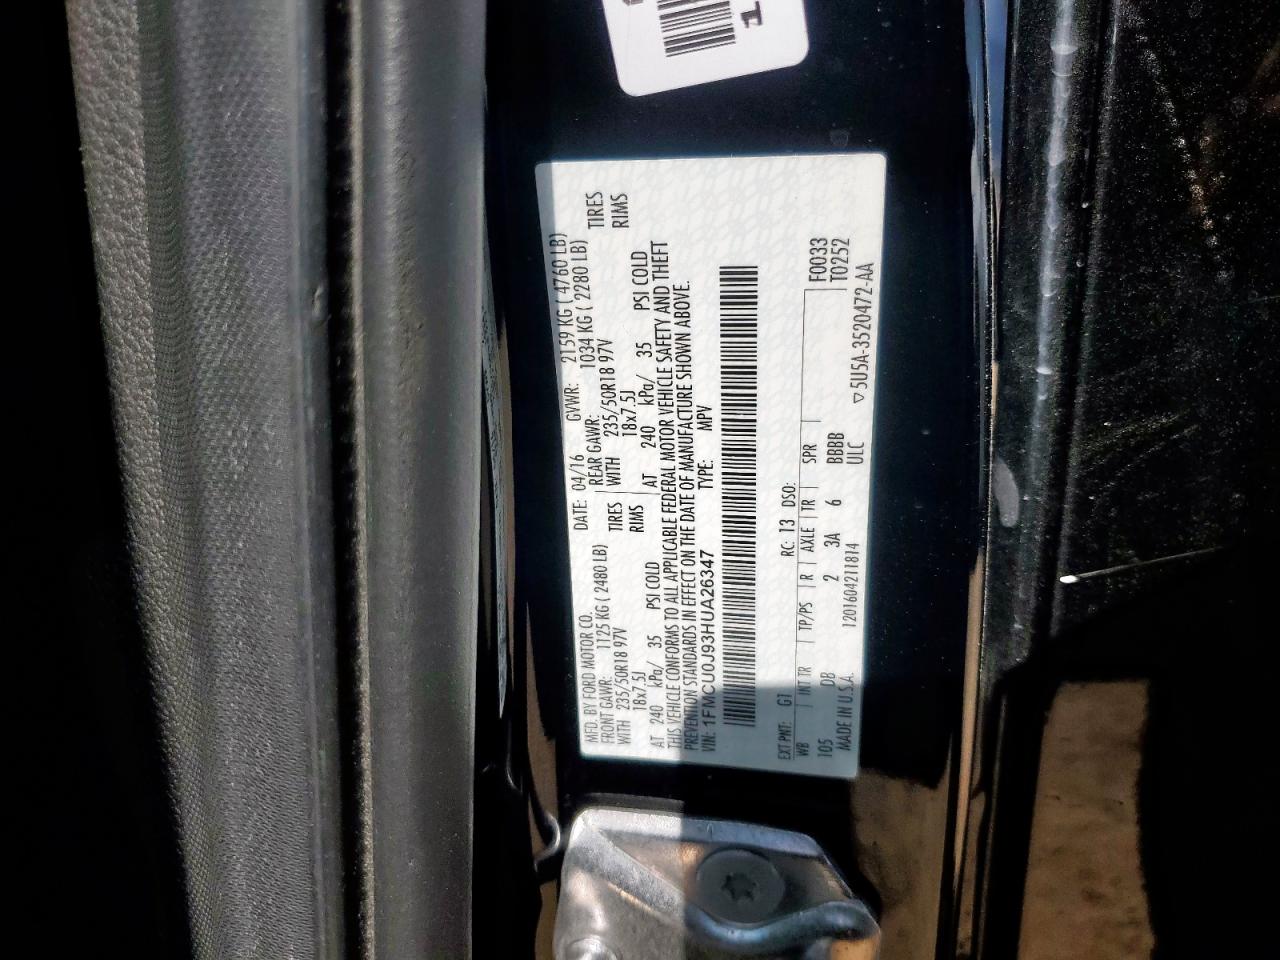 1
MFD. BY FORD MOTOR CO.
DATE: 04/16 GVWR: 2159 KG ( 4760 LB)
FRONT GAWR: 1125 KG ( 2480 LB)
REAR GAWR: 1034 KG ( 2280 LB)
WITH 235/50R18 97V TIRES
WITH 235/50R18 97V TIRES
18x7.5J RIMS
18x7.5J RIMS
AT 240 kPa/ 35 PSI COLD
AT 240 kPa/ 35 PSI COLD
THIS VEHICLE CONFORMS TO ALL APPLICABLE FEDERAL MOTOR VEHICLE SAFETY AND THEFT
PREVENTION STANDARDS IN EFFECT ON THE DATE OF MANUFACTURE SHOWN ABOVE.
VIN: 1FMCU0J93HUA26347 TYPE: MPV
EXT PNT: G1 RC: 13 DSO:
WB INT TR TP/PS R AXLE TR SPR F0033
105 DB 2 3A 6 BBBB T0252
MADE IN U.S.A. 1201604211814 ULC
▽5U5A-3520472-AA